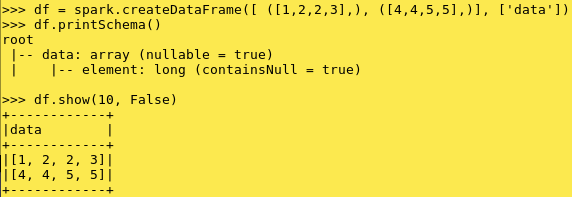 >>> df = spark.createDataFrame([ ([1,2,2,3],), ([4,4,5,5],)], ['data'])
>>> df.printSchema()
root
 |-- data: array (nullable = true)
 |    |-- element: long (containsNull = true)

>>> df.show(10, False)
+------------+
|data        |
+------------+
|[1, 2, 2, 3]|
|[4, 4, 5, 5]|
+------------+